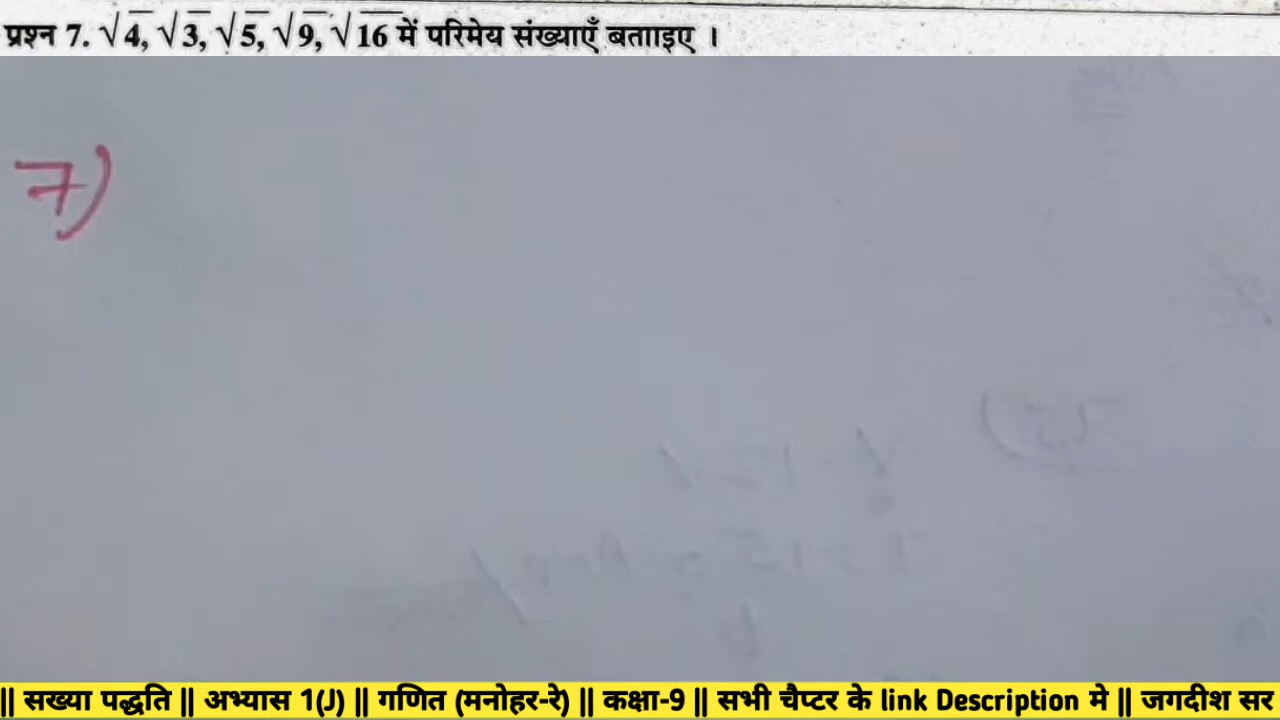 प्रश्न 7. √4, √3, √5, √9, √16 में परिमेय संख्याएँ बतााइए ।
7)
|| सख्या पद्धति || अभ्यास 1(J) || गणित (मनोहर-रे) || कक्षा-9 || सभी चैप्टर के link Description मे || जगदीश सर